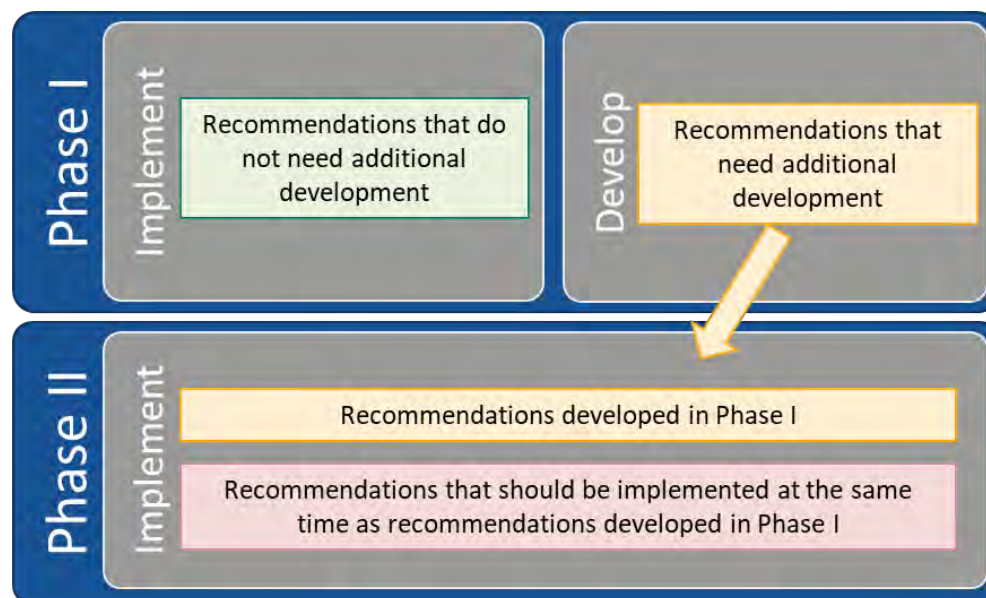 Phase I
Implement
Recommendations that do
not need additional
development
Develop
Recommendations that
need additional
development
Phase II
Implement
Recommendations developed in Phase I
Recommendations that should be implemented at the same
time as recommendations developed in Phase I